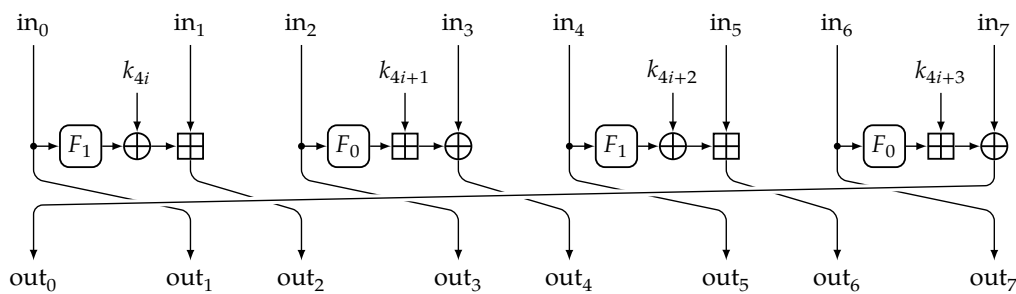 in₀ in₁ in₂ in₃ in₄ in₅ in₆ in₇
k₄ᵢ k₄ᵢ₊₁ k₄ᵢ₊₂ k₄ᵢ₊₃
F₁ F₀ F₁ F₀
out₀ out₁ out₂ out₃ out₄ out₅ out₆ out₇